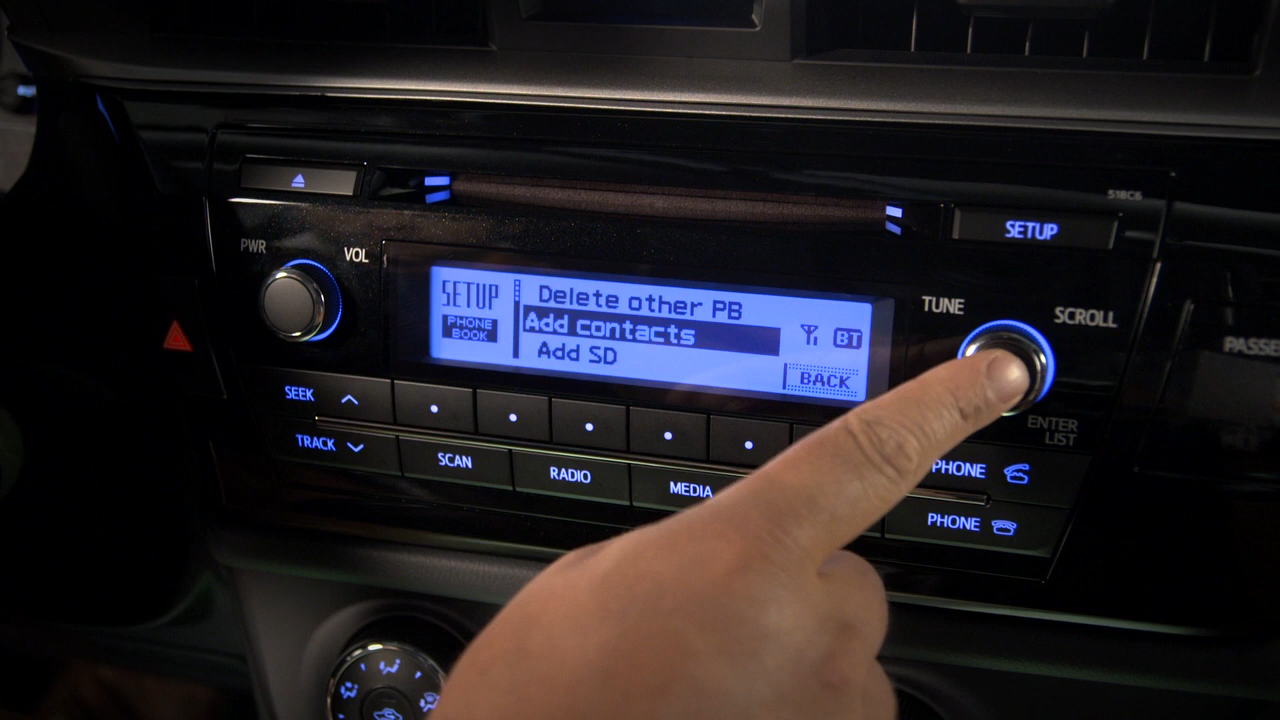 518C6
SETUP
PWR
VOL
SETUP
PHONE
BOOK
Delete other PB
Add contacts
Add SD
BT
BACK
TUNE
SCROLL
ENTER
LIST
SEEK
TRACK
SCAN
RADIO
MEDIA
PHONE
PHONE